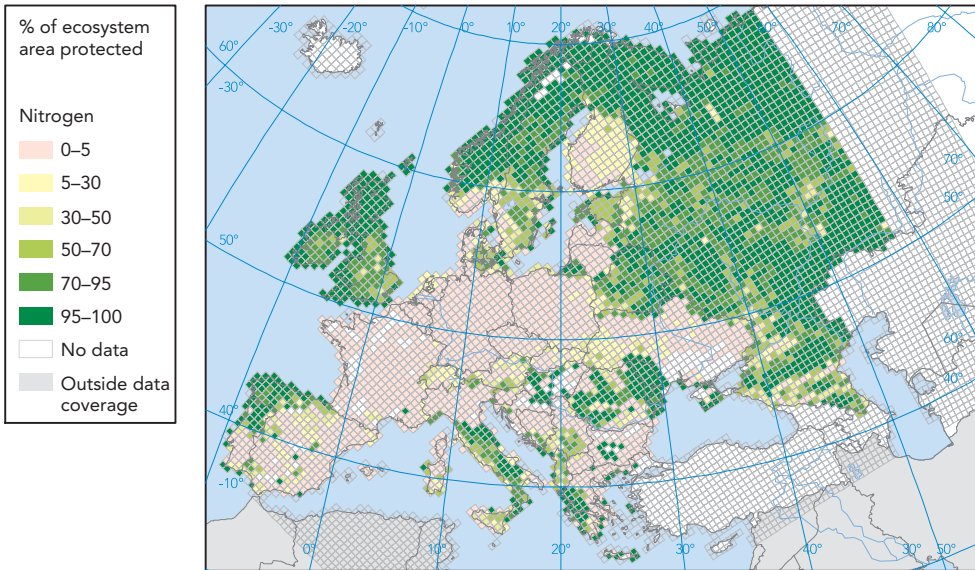 % of ecosystem
area protected
Nitrogen
0–5
5–30
30–50
50–70
70–95
95–100
No data
Outside data
coverage
-30° -20° -10° 0° 10° 20° 30° 40° 50° 60° 70° 80°
60°
-30°
70°
50°
50°
60°
40°
40°
-10°
0° 10° 20° 30° 30° 40° 50°